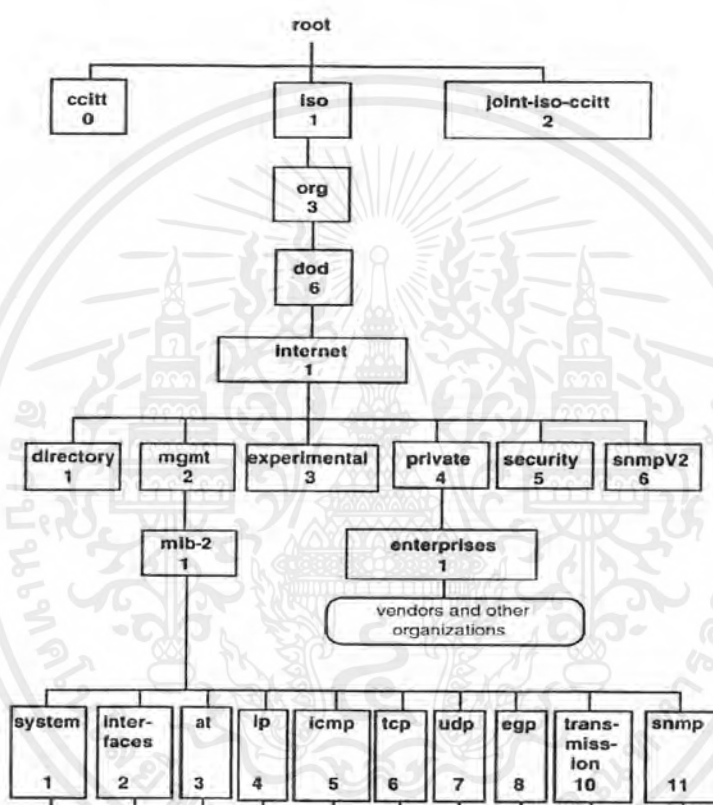 root
ccitt
0
iso
1
joint-iso-ccitt
2
org
3
dod
6
internet
1
directory
1
mgmt
2
experimental
3
private
4
security
5
snmpV2
6
mib-2
1
enterprises
1
vendors and other
organizations
system
1
inter-
faces
2
at
3
ip
4
icmp
5
tcp
6
udp
7
egp
8
trans-
miss-
ion
10
snmp
11